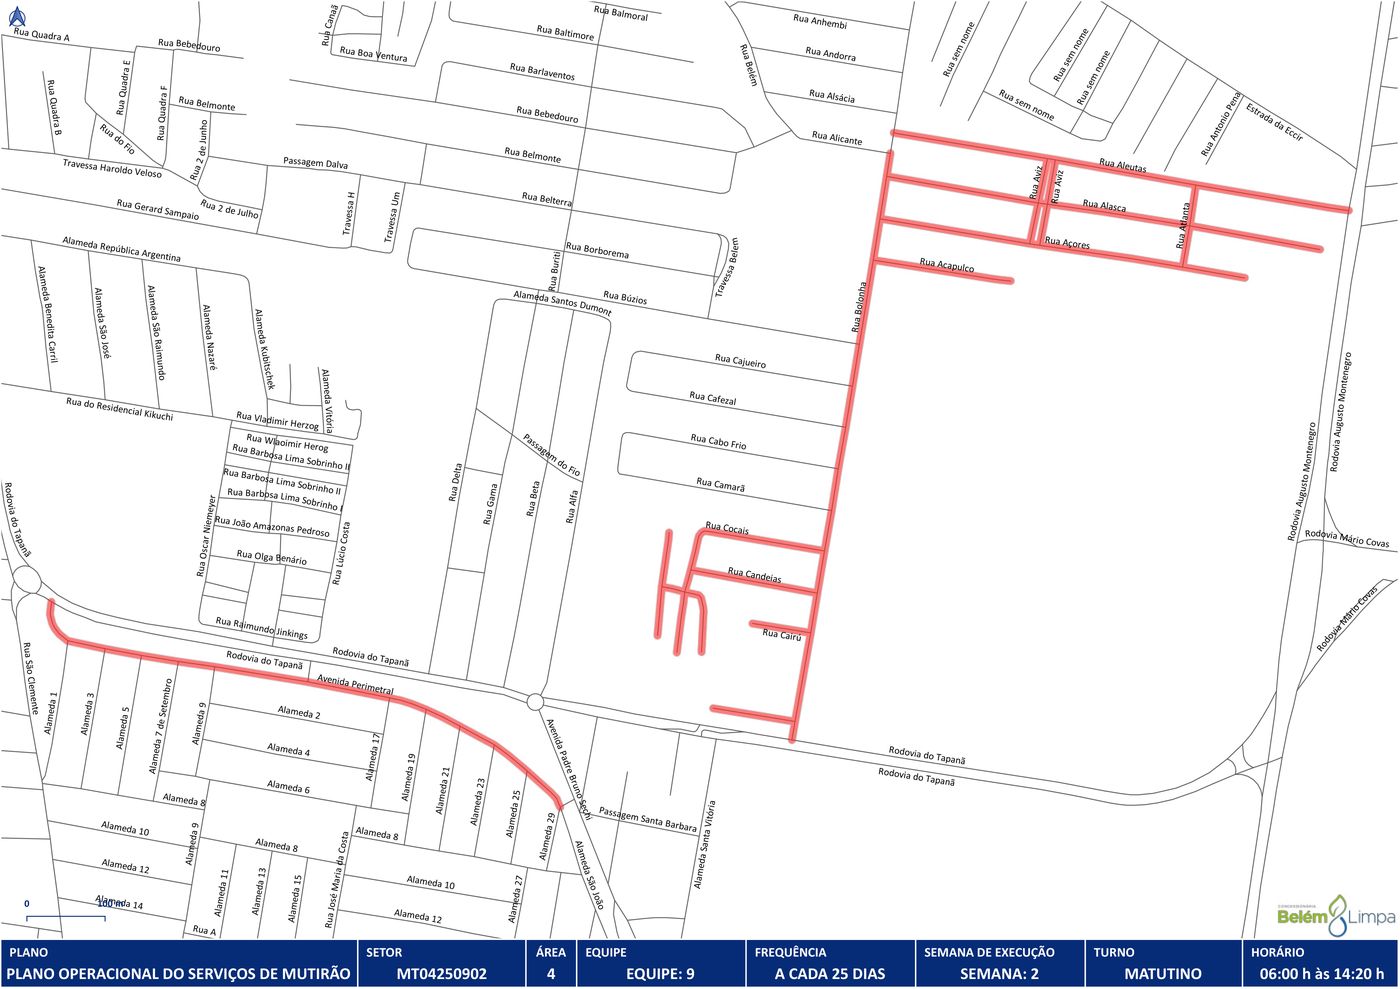 Rua Quadra A
Rua Bebedouro
Rua Canaã
Rua Boa Ventura
Rua Balmoral
Rua Baltimore
Rua Barlaventos
Rua Bebedouro
Rua Belmonte
Rua Belém
Rua Anhembi
Rua Andorra
Rua Alsácia
Rua Alicante
Rua sem nome
Rua sem nome
Rua sem nome
Rua sem nome
Rua Antonio Pena
Estrada da Eccir
Rua Quadra B
Rua Quadra E
Rua Quadra F
Rua Belmonte
Rua do Fio
Rua 2 de Junho
Travessa Haroldo Veloso
Passagem Dalva
Rua 2 de Julho
Rua Gerard Sampaio
Travessa H
Travessa Um
Rua Belterra
Rua Borborema
Rua Buriti
Travessa Belém
Rua Búzios
Rua Aleutas
Rua Aviz
Rua Aviz
Rua Alasca
Rua Atlanta
Rua Açores
Rua Acapulco
Rua Bolonha
Alameda República Argentina
Alameda Benedita Carril
Alameda São José
Alameda São Raimundo
Alameda Nazaré
Alameda Kubitschek
Alameda Vitória
Alameda Santos Dumont
Rua Cajueiro
Rua Cafezal
Rua Cabo Frio
Rua Camarã
Rua do Residencial Kikuchi
Rua Vladimir Herzog
Rua Wlaoimir Herog
Rua Barbosa Lima Sobrinho II
Rua Barbosa Lima Sobrinho II
Rua Barbosa Lima Sobrinho I
Rua João Amazonas Pedroso
Rua Olga Benário
Rua Raimundo Jinkings
Rua Oscar Niemeyer
Rua Lúcio Costa
Passagem do Fio
Rua Delta
Rua Gama
Rua Beta
Rua Alfa
Rua Cocais
Rua Candeias
Rua Cairú
Rodovia Augusto Montenegro
Rodovia Augusto Montenegro
Rodovia Mário Covas
Rodovia Mário Covas
Rodovia do Tapanã
Rodovia do Tapanã
Rodovia do Tapanã
Avenida Perimetral
Rodovia do Tapanã
Rodovia do Tapanã
Rua São Clemente
Alameda 1
Alameda 3
Alameda 5
Alameda 7 de Setembro
Alameda 9
Alameda 2
Alameda 4
Alameda 6
Alameda 17
Alameda 19
Alameda 21
Alameda 23
Alameda 25
Alameda 29
Avenida Padre Bruno Sechi
Passagem Santa Barbara
Alameda Santa Vitória
Alameda São João
Alameda 8
Alameda 10
Alameda 9
Alameda 8
Alameda 8
Alameda 12
Alameda 11
Alameda 13
Alameda 15
Rua José Maria da Costa
Alameda 10
Alameda 27
Alameda 12
Alameda 14
Rua A
0
100 m
CONCESSIONÁRIA
Belém Limpa
PLANO
PLANO OPERACIONAL DO SERVIÇOS DE MUTIRÃO
SETOR
MT04250902
ÁREA
4
EQUIPE
EQUIPE: 9
FREQUÊNCIA
A CADA 25 DIAS
SEMANA DE EXECUÇÃO
SEMANA: 2
TURNO
MATUTINO
HORÁRIO
06:00 h às 14:20 h